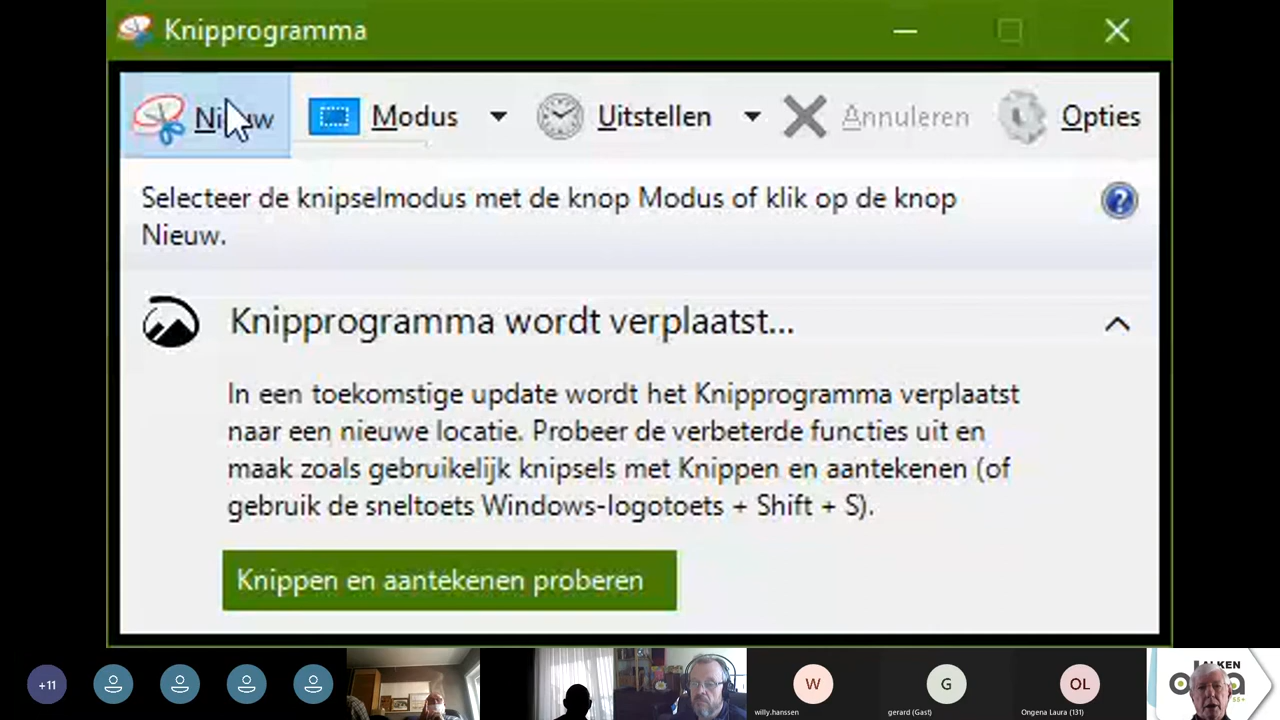 Knipprogramma
Nieuw Modus Uitstellen Annuleren Opties
Selecteer de knipselmodus met de knop Modus of klik op de knop
Nieuw.
Knipprogramma wordt verplaatst...
In een toekomstige update wordt het Knipprogramma verplaatst
naar een nieuwe locatie. Probeer de verbeterde functies uit en
maak zoals gebruikelijk knipsels met Knippen en aantekenen (of
gebruik de sneltoets Windows-logotoets + Shift + S).
Knippen en aantekenen proberen
+11
W
G
OL
willy.hanssen
gerard (Gast)
Ongena Laura (131)
55+